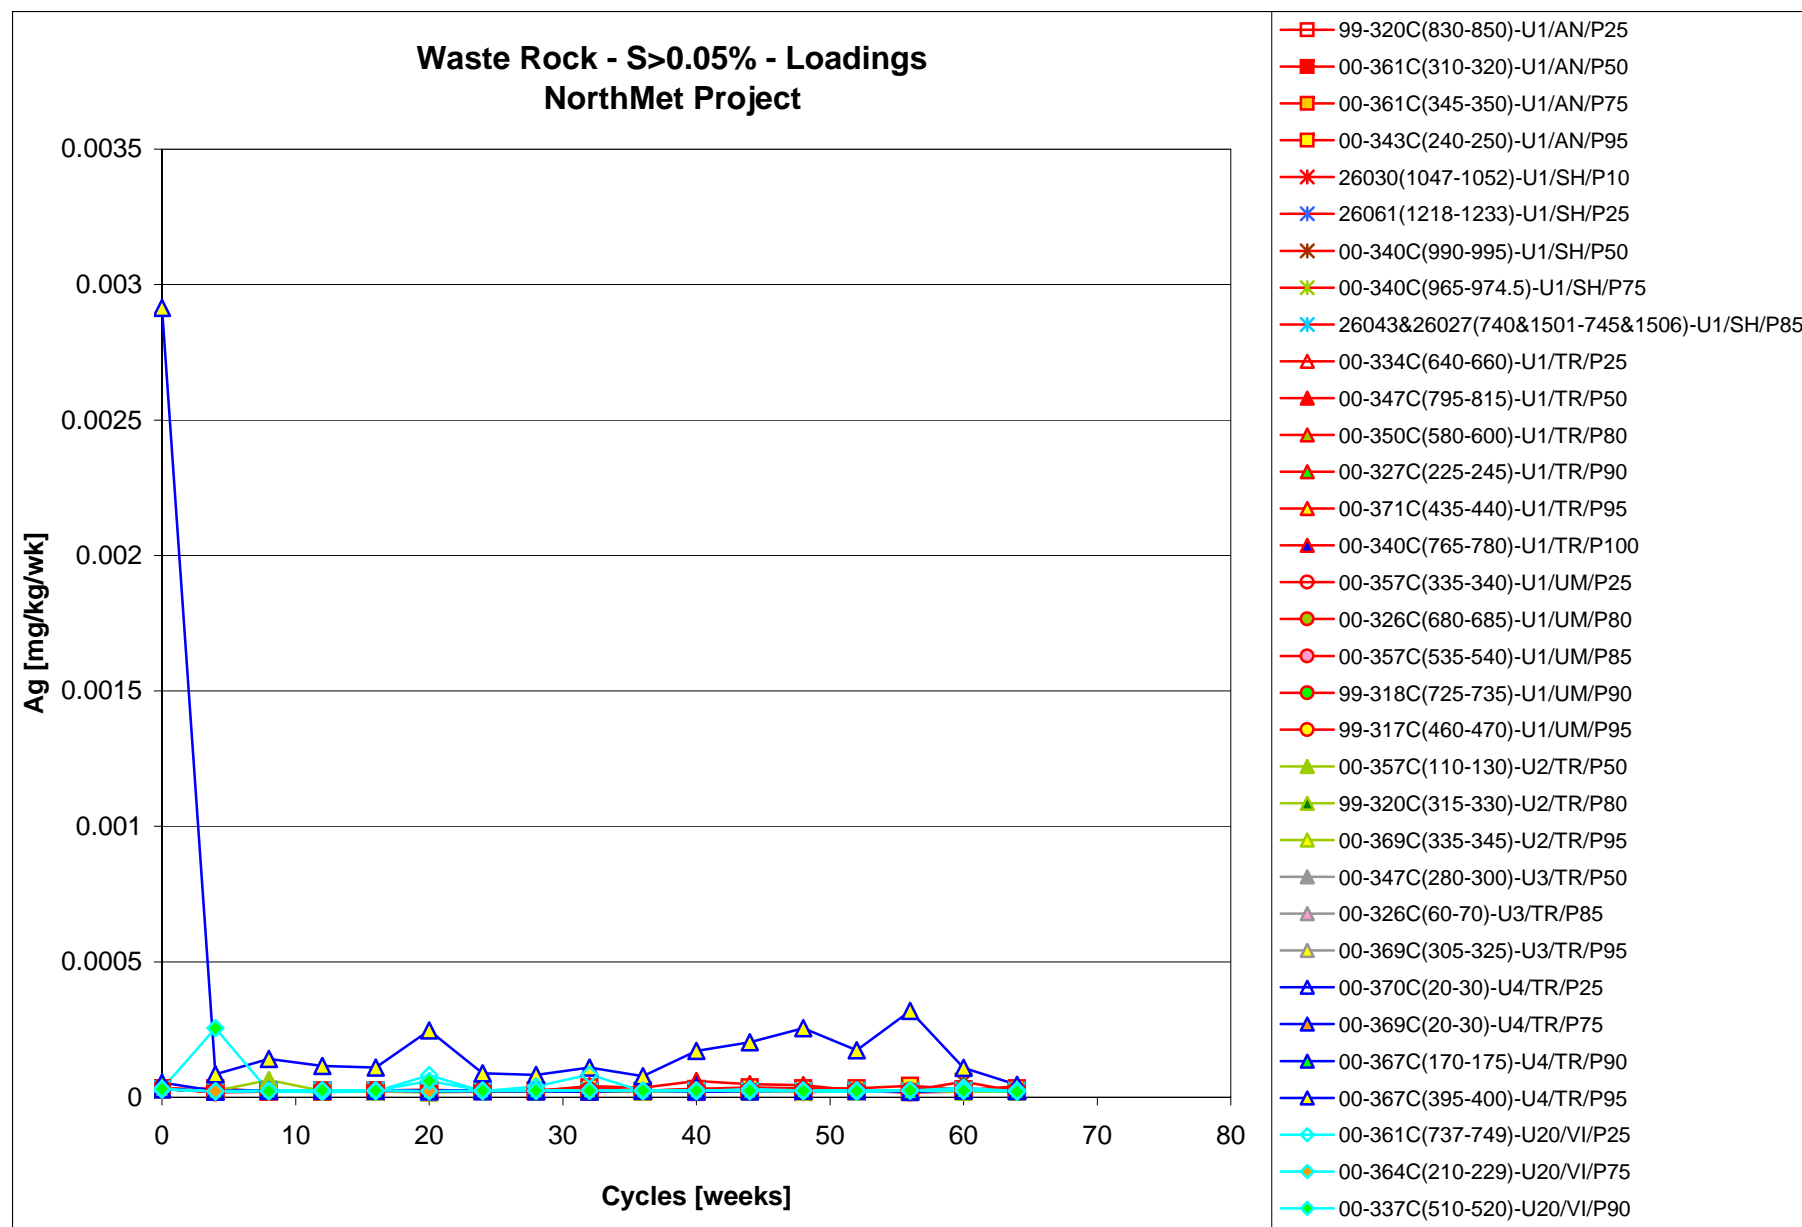 Waste Rock - S>0.05% - Loadings
NorthMet Project
0.0035
0.003
0.0025
0.002
0.0015
0.001
0.0005
0
Ag [mg/kg/wk]
0 10 20 30 40 50 60 70 80
Cycles [weeks]
99-320C(830-850)-U1/AN/P25
00-361C(310-320)-U1/AN/P50
00-361C(345-350)-U1/AN/P75
00-343C(240-250)-U1/AN/P95
26030(1047-1052)-U1/SH/P10
26061(1218-1233)-U1/SH/P25
00-340C(990-995)-U1/SH/P50
00-340C(965-974.5)-U1/SH/P75
26043&26027(740&1501-745&1506)-U1/SH/P85
00-334C(640-660)-U1/TR/P25
00-347C(795-815)-U1/TR/P50
00-350C(580-600)-U1/TR/P80
00-327C(225-245)-U1/TR/P90
00-371C(435-440)-U1/TR/P95
00-340C(765-780)-U1/TR/P100
00-357C(335-340)-U1/UM/P25
00-326C(680-685)-U1/UM/P80
00-357C(535-540)-U1/UM/P85
99-318C(725-735)-U1/UM/P90
99-317C(460-470)-U1/UM/P95
00-357C(110-130)-U2/TR/P50
99-320C(315-330)-U2/TR/P80
00-369C(335-345)-U2/TR/P95
00-347C(280-300)-U3/TR/P50
00-326C(60-70)-U3/TR/P85
00-369C(305-325)-U3/TR/P95
00-370C(20-30)-U4/TR/P25
00-369C(20-30)-U4/TR/P75
00-367C(170-175)-U4/TR/P90
00-367C(395-400)-U4/TR/P95
00-361C(737-749)-U20/VI/P25
00-364C(210-229)-U20/VI/P75
00-337C(510-520)-U20/VI/P90